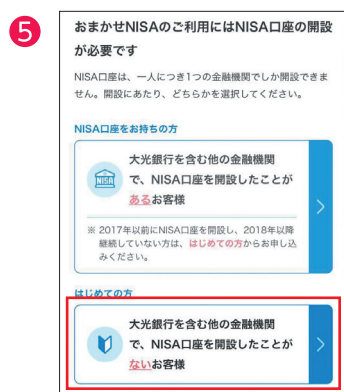 5
おまかせNISAのご利用にはNISA口座の開設
が必要です
NISA口座は、一人につき1つの金融機関でしか開設できま
せん。開設にあたり、どちらかを選択してください。
NISA口座をお持ちの方
大光銀行を含む他の金融機関
で、NISA口座を開設したことが
あるお客様
NISA
※ 2017年以前にNISA口座を開設し、2018年以降
継続していない方は、はじめての方からお申し込
みください。
はじめての方
大光銀行を含む他の金融機関
で、NISA口座を開設したことが
ないお客様